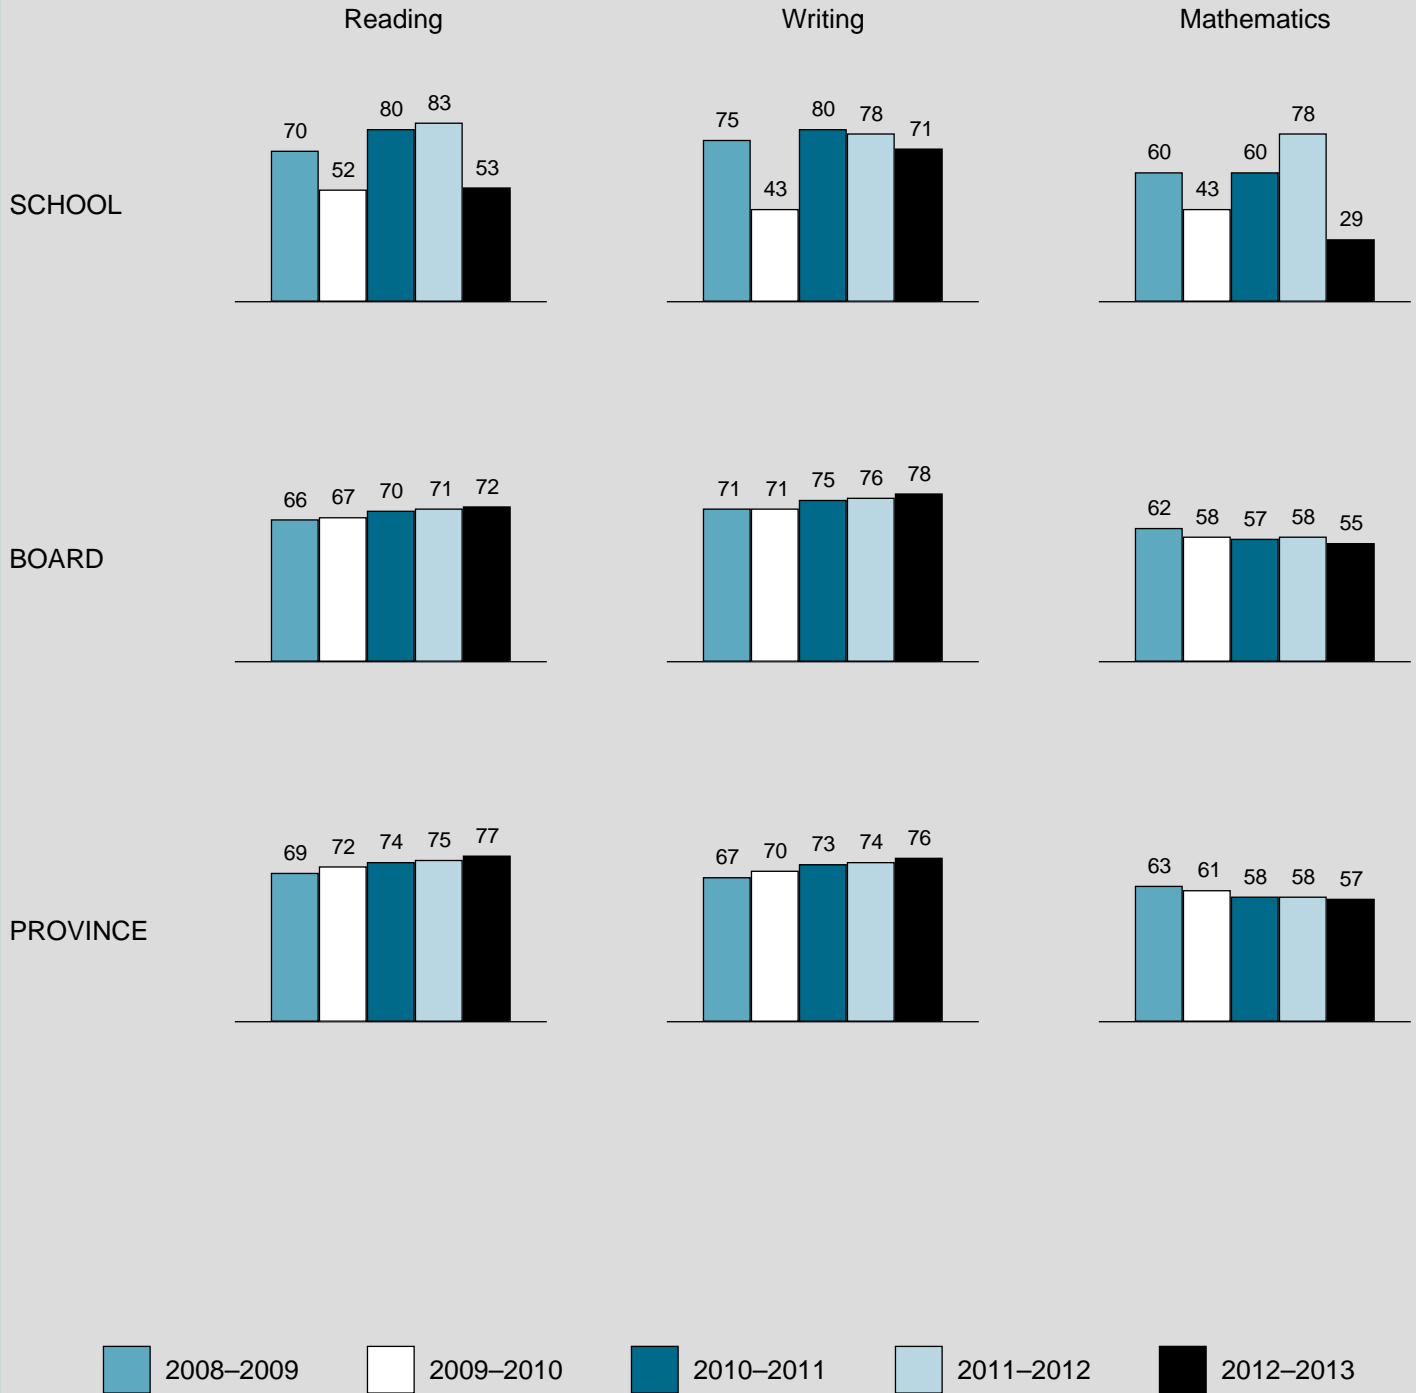 Reading Writing Mathematics
SCHOOL
70 52 80 83 53
75 43 80 78 71
60 43 60 78 29
BOARD
66 67 70 71 72
71 71 75 76 78
62 58 57 58 55
PROVINCE
69 72 74 75 77
67 70 73 74 76
63 61 58 58 57
2008–2009 2009–2010 2010–2011 2011–2012 2012–2013